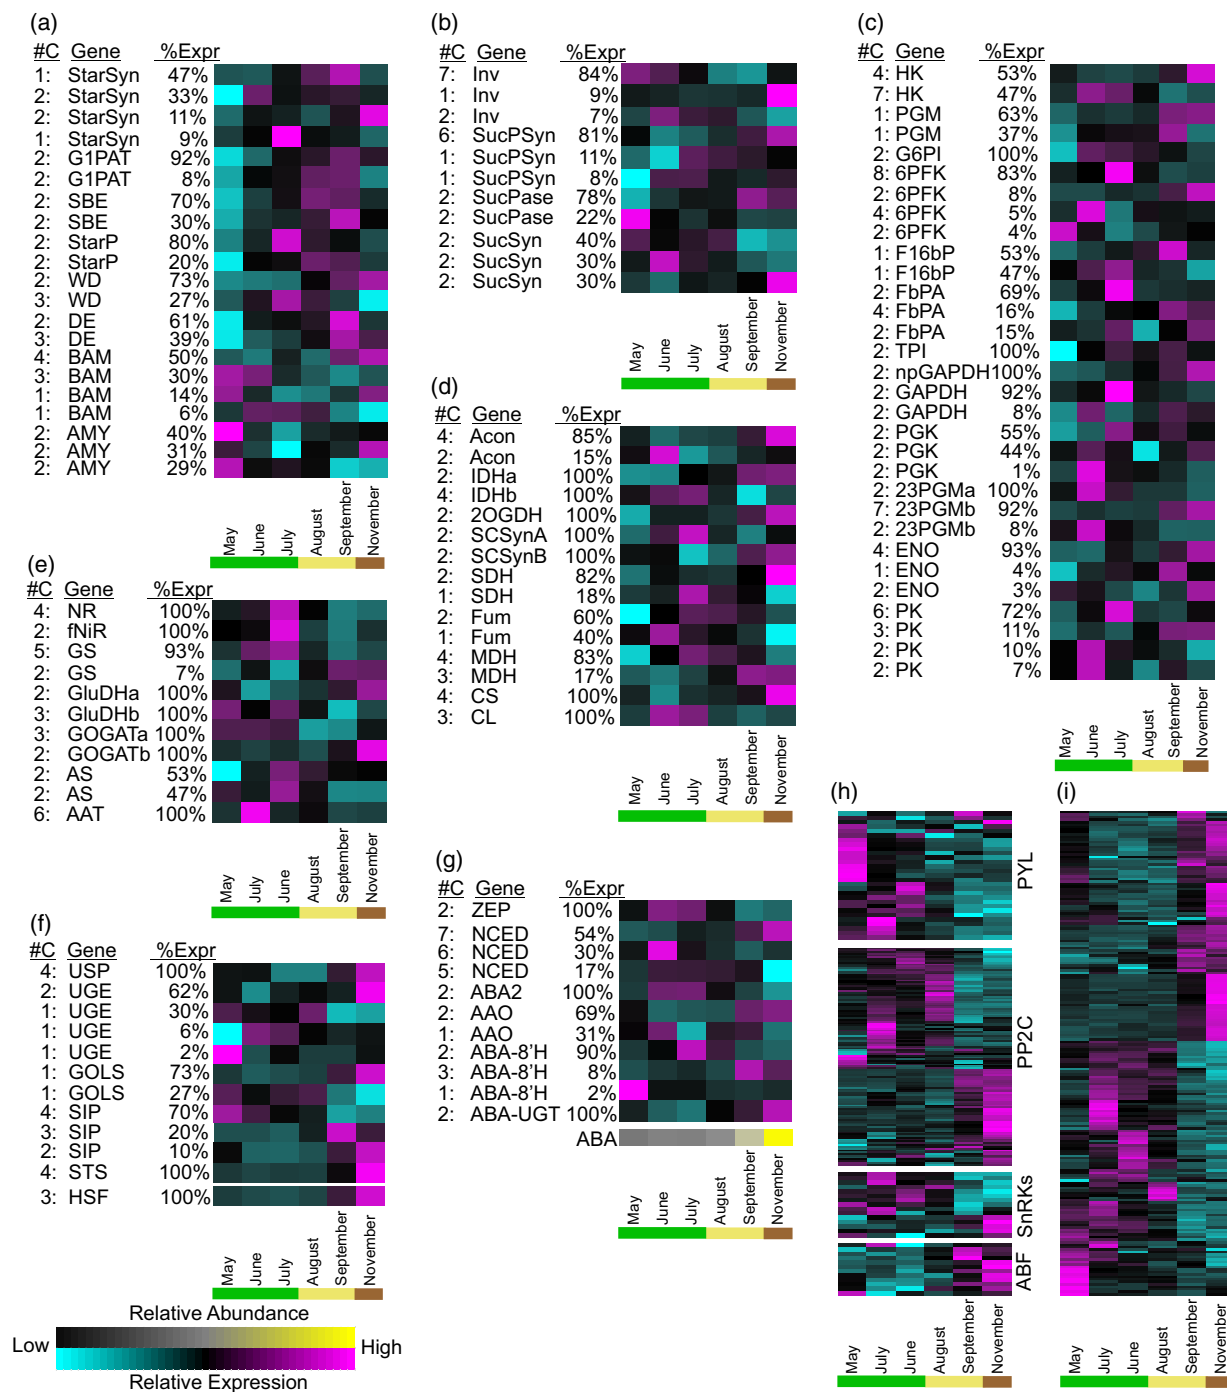 (a)
#C Gene %Expr
1: StarSyn 47%
2: StarSyn 33%
2: StarSyn 11%
1: StarSyn 9%
2: G1PAT 92%
2: G1PAT 8%
2: SBE 70%
2: SBE 30%
2: StarP 80%
2: StarP 20%
2: WD 73%
3: WD 27%
2: DE 61%
3: DE 39%
4: BAM 50%
3: BAM 30%
1: BAM 14%
1: BAM 6%
2: AMY 40%
2: AMY 31%
2: AMY 29%
May
June
July
August
September
November
(b)
#C Gene %Expr
7: Inv 84%
1: Inv 9%
2: Inv 7%
6: SucPSyn 81%
1: SucPSyn 11%
1: SucPSyn 8%
2: SucPase 78%
2: SucPase 22%
2: SucSyn 40%
2: SucSyn 30%
2: SucSyn 30%
May
June
July
August
September
November
(c)
#C Gene %Expr
4: HK 53%
7: HK 47%
1: PGM 63%
1: PGM 37%
2: G6PI 100%
8: 6PFK 83%
2: 6PFK 8%
4: 6PFK 5%
2: 6PFK 4%
1: F16bP 53%
1: F16bP 47%
2: FbPA 69%
4: FbPA 16%
2: FbPA 15%
2: TPI 100%
2: npGAPDH 100%
2: GAPDH 92%
2: GAPDH 8%
2: PGK 55%
2: PGK 44%
2: PGK 1%
2: 23PGMa 100%
7: 23PGMb 92%
2: 23PGMb 8%
4: ENO 93%
1: ENO 4%
2: ENO 3%
6: PK 72%
3: PK 11%
2: PK 10%
2: PK 7%
May
June
July
August
September
November
(d)
#C Gene %Expr
4: Acon 85%
2: Acon 15%
2: IDHa 100%
4: IDHb 100%
2: 2OGDH 100%
2: SCSynA 100%
2: SCSynB 100%
2: SDH 82%
1: SDH 18%
2: Fum 60%
1: Fum 40%
4: MDH 83%
3: MDH 17%
4: CS 100%
3: CL 100%
May
June
July
August
September
November
(e)
#C Gene %Expr
4: NR 100%
2: fNiR 100%
5: GS 93%
2: GS 7%
2: GluDHa 100%
3: GluDHb 100%
3: GOGATa 100%
2: GOGATb 100%
2: AS 53%
2: AS 47%
6: AAT 100%
May
July
June
August
September
November
(f)
#C Gene %Expr
4: USP 100%
2: UGE 62%
1: UGE 30%
1: UGE 6%
1: UGE 2%
1: GOLS 73%
1: GOLS 27%
4: SIP 70%
3: SIP 20%
2: SIP 10%
4: STS 100%
3: HSF 100%
May
June
July
August
September
November
(g)
#C Gene %Expr
2: ZEP 100%
7: NCED 54%
6: NCED 30%
5: NCED 17%
2: ABA2 100%
2: AAO 69%
1: AAO 31%
2: ABA-8'H 90%
3: ABA-8'H 8%
1: ABA-8'H 2%
2: ABA-UGT 100%
ABA
May
June
July
August
September
November
(h)
PYL
PP2C
SnRKs
ABF
May
July
June
August
September
November
(i)
May
July
June
August
September
November
Relative Abundance
Low
High
Relative Expression